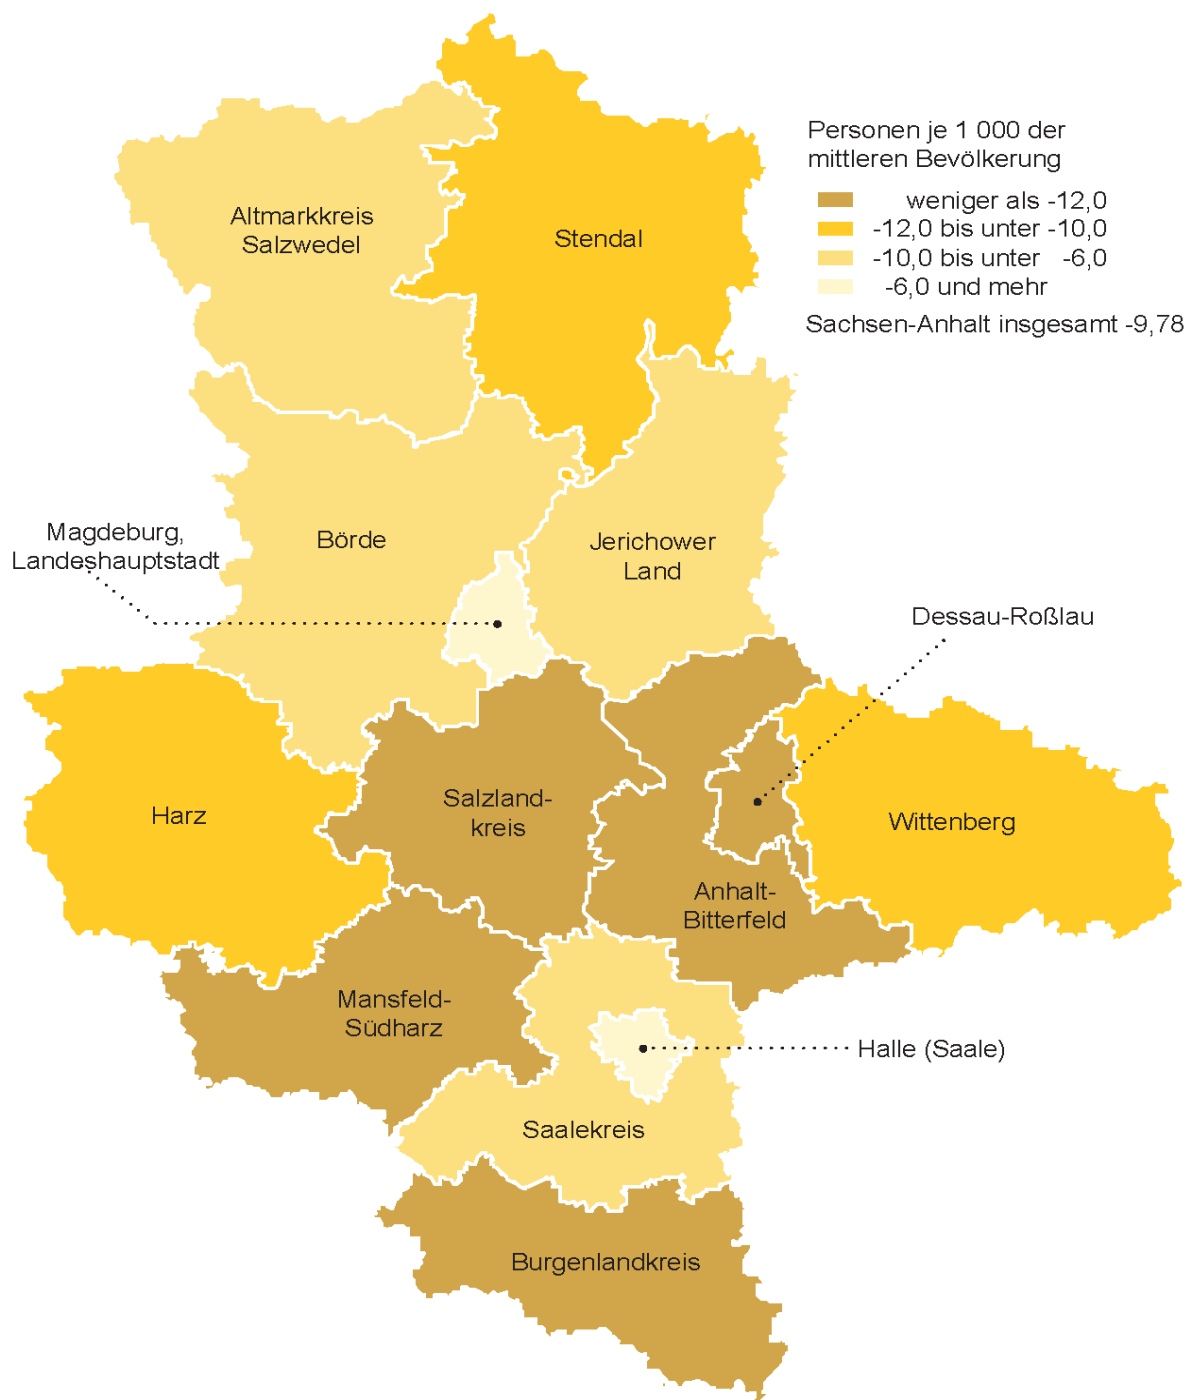 Personen je 1 000 der
mittleren Bevölkerung
weniger als -12,0
-12,0 bis unter -10,0
-10,0 bis unter -6,0
-6,0 und mehr
Sachsen-Anhalt insgesamt -9,78
Altmarkkreis
Salzwedel
Stendal
Magdeburg,
Landeshauptstadt
Börde
Jerichower
Land
Dessau-Roßlau
Harz
Salzland-
kreis
Wittenberg
Anhalt-
Bitterfeld
Mansfeld-
Südharz
Halle (Saale)
Saalekreis
Burgenlandkreis